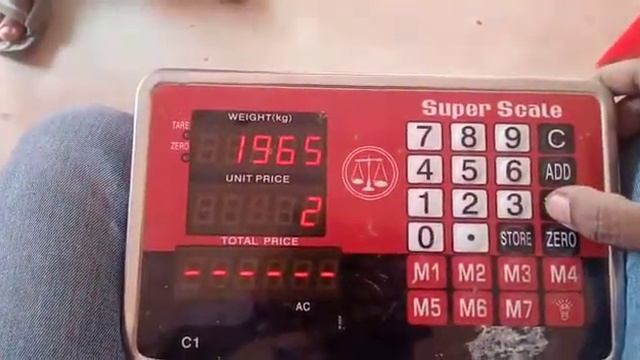 Super Scale
WEIGHT(kg)
TARE
ZERO
1965
UNIT PRICE
2
TOTAL PRICE
------
AC
C1
7 8 9 C
4 5 6 ADD
1 2 3
0 . STORE ZERO
M1 M2 M3 M4
M5 M6 M7